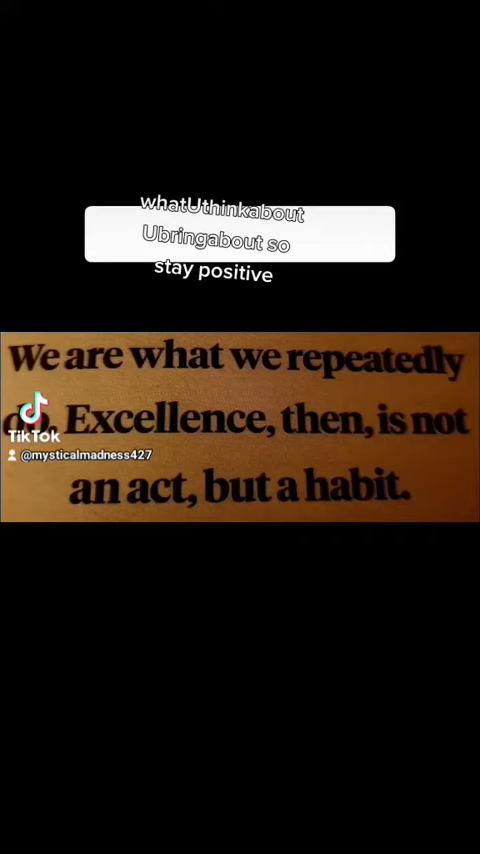 whatUthinkabout
Ubringabout so
stay positive
We are what we repeatedly
do. Excellence, then, is not
an act, but a habit.
TikTok
@mysticalmadness427